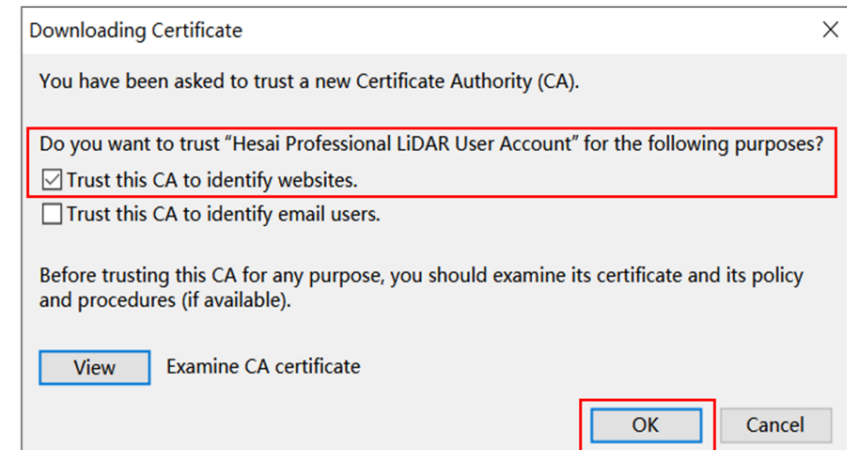 Downloading Certificate
You have been asked to trust a new Certificate Authority (CA).
Do you want to trust “Hesai Professional LiDAR User Account” for the following purposes?
Trust this CA to identify websites.
Trust this CA to identify email users.
Before trusting this CA for any purpose, you should examine its certificate and its policy
and procedures (if available).
View Examine CA certificate
OK Cancel